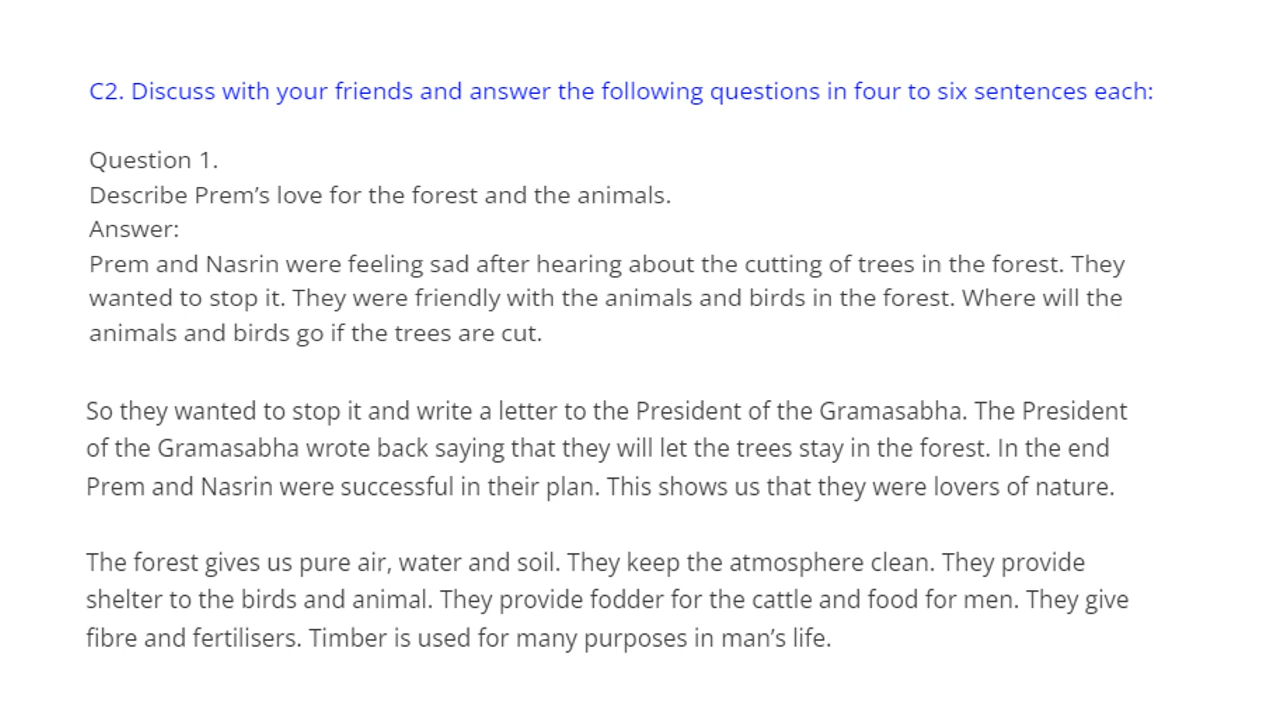 C2. Discuss with your friends and answer the following questions in four to six sentences each:
Question 1.
Describe Prem’s love for the forest and the animals.
Answer:
Prem and Nasrin were feeling sad after hearing about the cutting of trees in the forest. They
wanted to stop it. They were friendly with the animals and birds in the forest. Where will the
animals and birds go if the trees are cut.
So they wanted to stop it and write a letter to the President of the Gramasabha. The President
of the Gramasabha wrote back saying that they will let the trees stay in the forest. In the end
Prem and Nasrin were successful in their plan. This shows us that they were lovers of nature.
The forest gives us pure air, water and soil. They keep the atmosphere clean. They provide
shelter to the birds and animal. They provide fodder for the cattle and food for men. They give
fibre and fertilisers. Timber is used for many purposes in man’s life.